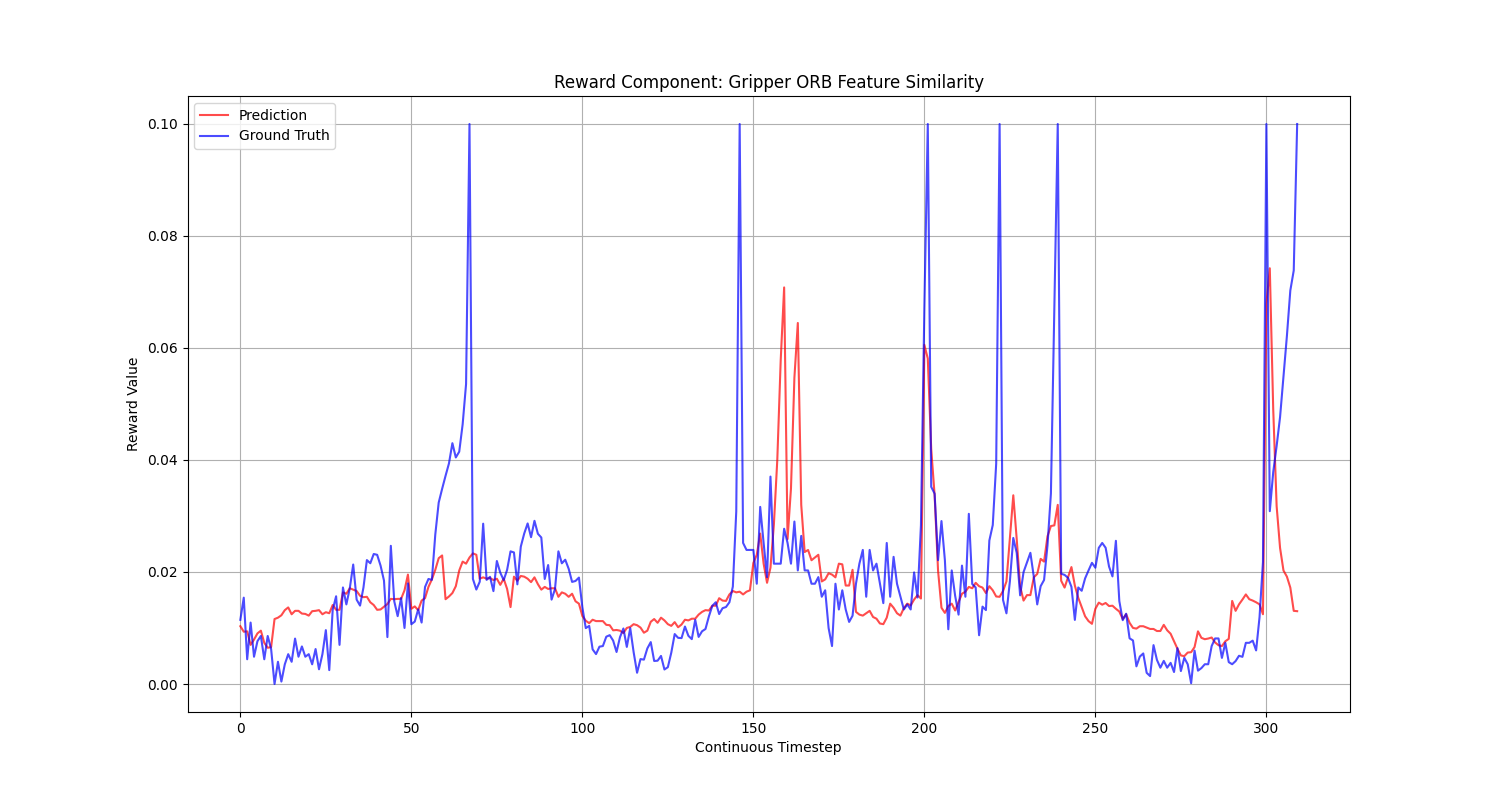 Reward Component: Gripper ORB Feature Similarity
Prediction
Ground Truth
Reward Value
0.10
0.08
0.06
0.04
0.02
0.00
0 50 100 150 200 250 300
Continuous Timestep